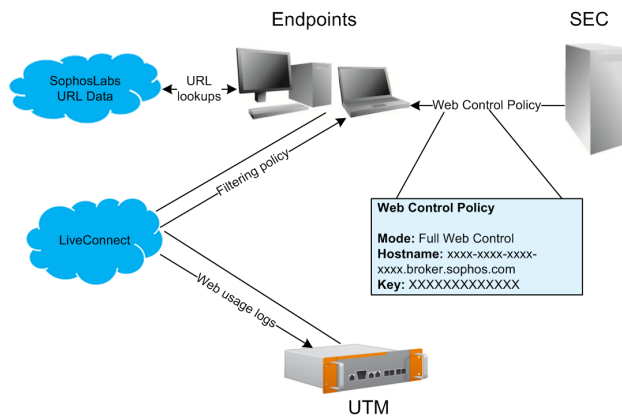 Endpoints
SEC
SophosLabs
URL Data
URL
lookups
Web Control Policy
Filtering policy
Web Control Policy
Mode: Full Web Control
Hostname: xxxx-xxxx-xxxx-
xxxx.broker.sophos.com
Key: XXXXXXXXXXXXX
LiveConnect
Web usage logs
UTM